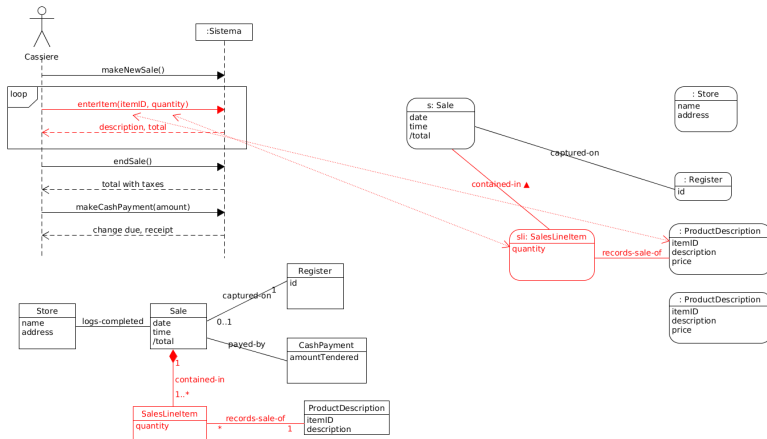 Cassiere
:Sistema
makeNewSale()
loop
enterItem(itemID, quantity)
description, total
endSale()
total with taxes
makeCashPayment(amount)
change due, receipt
s: Sale
date
time
/total
: Store
name
address
captured-on
: Register
id
contained-in ▲
sli: SalesLineItem
quantity
records-sale-of
: ProductDescription
itemID
description
price
: ProductDescription
itemID
description
price
Register
id
captured-on
1
0..1
Store
name
address
logs-completed
Sale
date
time
/total
payed-by
CashPayment
amountTendered
1
contained-in
1..*
SalesLineItem
quantity
records-sale-of
*
1
ProductDescription
itemID
description